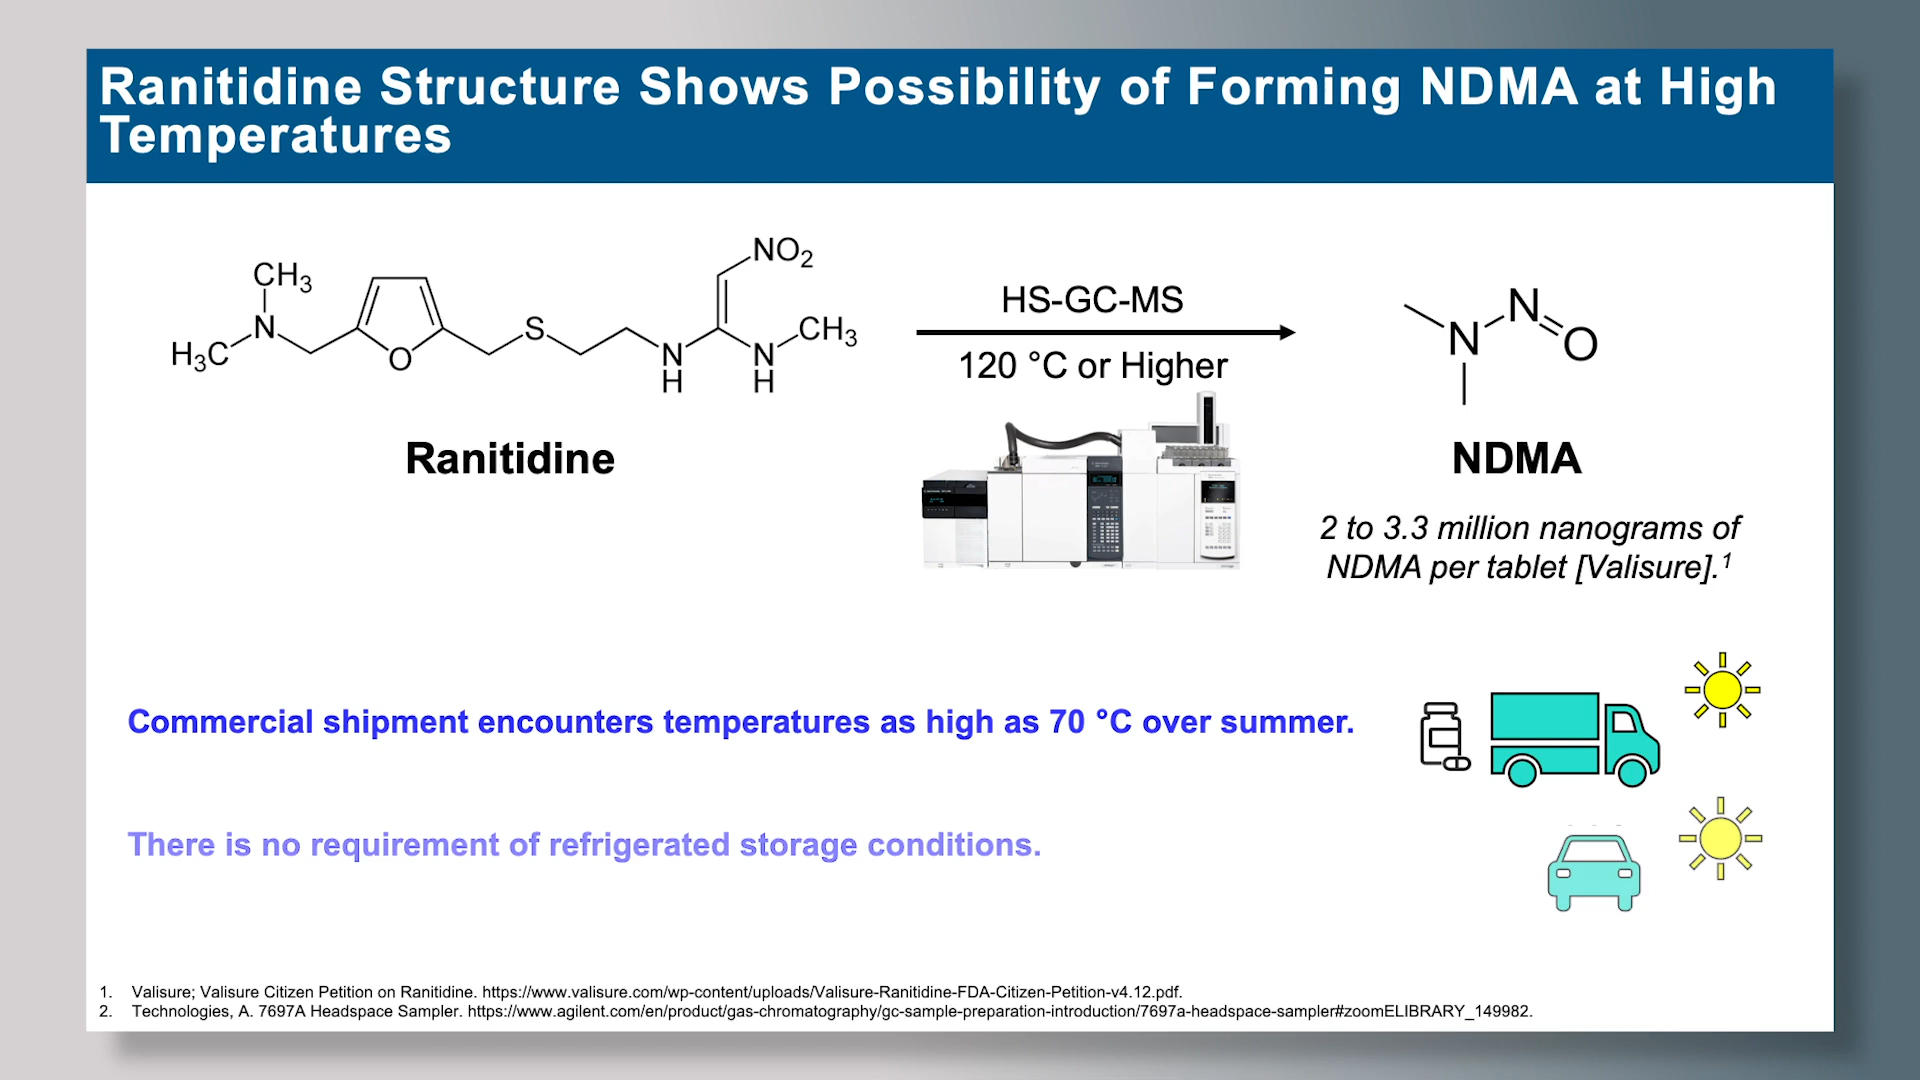 Ranitidine Structure Shows Possibility of Forming NDMA at High
Temperatures
NO2
CH3
H3C
N
O
S
N
H
N
H
CH3
HS-GC-MS
120 °C or Higher
N
N
O
Ranitidine
NDMA
2 to 3.3 million nanograms of
NDMA per tablet [Valisure].1
Commercial shipment encounters temperatures as high as 70 °C over summer.
There is no requirement of refrigerated storage conditions.
1. Valisure; Valisure Citizen Petition on Ranitidine. https://www.valisure.com/wp-content/uploads/Valisure-Ranitidine-FDA-Citizen-Petition-v4.12.pdf.
2. Technologies, A. 7697A Headspace Sampler. https://www.agilent.com/en/product/gas-chromatography/gc-sample-preparation-introduction/7697a-headspace-sampler#zoomELIBRARY_149982.